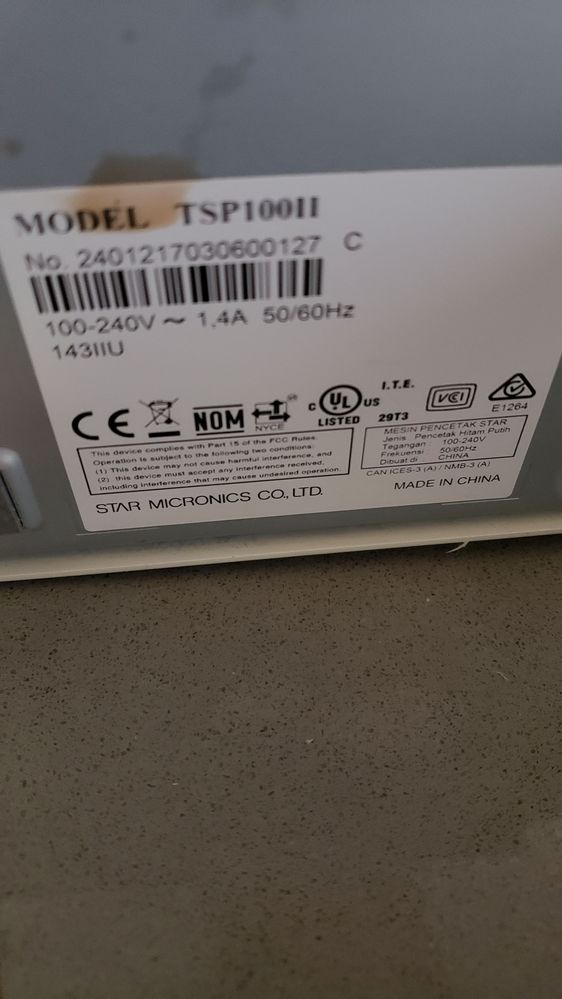 MODEL TSP100II
No. 2401217030600127 C
100-240V ~ 1,4A 50/60Hz
143IIU
CE
NOM
NYCE
c UL US
LISTED
I.T.E.
29T3
VCI
E1264
This device complies with Part 15 of the FCC Rules.
Operation is subject to the following two conditions:
(1) This device may not cause harmful interference, and
(2) this device must accept any interference received,
including interference that may cause undesired operation.
MESIN PENCETAK STAR
Jenis : Pencetak Hitam Putih
Tegangan : 100-240V
Frekuensi : 50/60Hz
Dibuat di : CHINA
CAN ICES-3 (A) / NMB-3 (A)
STAR MICRONICS CO., LTD.
MADE IN CHINA